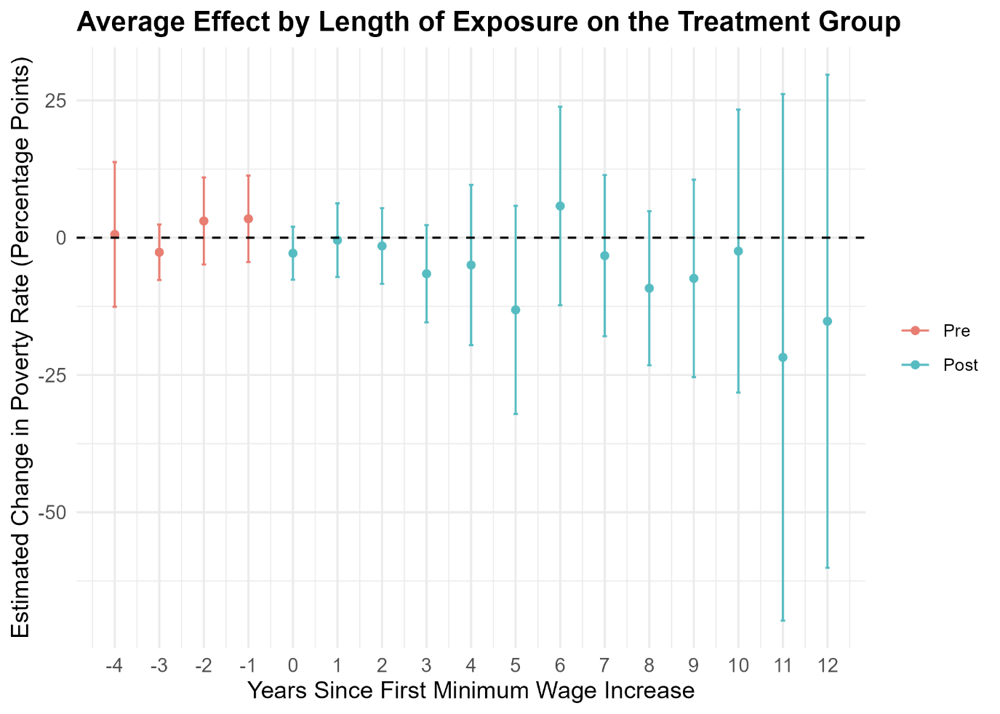 Average Effect by Length of Exposure on the Treatment Group
Estimated Change in Poverty Rate (Percentage Points)
25
0
-25
-50
-4 -3 -2 -1 0 1 2 3 4 5 6 7 8 9 10 11 12
Years Since First Minimum Wage Increase
Pre
Post